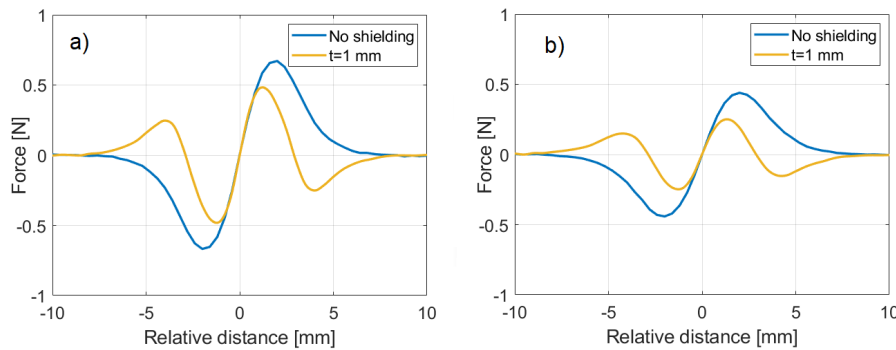 a)
No shielding
t=1 mm
1
0.5
0
-0.5
-1
Force [N]
-10
-5
0
5
10
Relative distance [mm]
b)
No shielding
t=1 mm
1
0.5
0
-0.5
-1
Force [N]
-10
-5
0
5
10
Relative distance [mm]